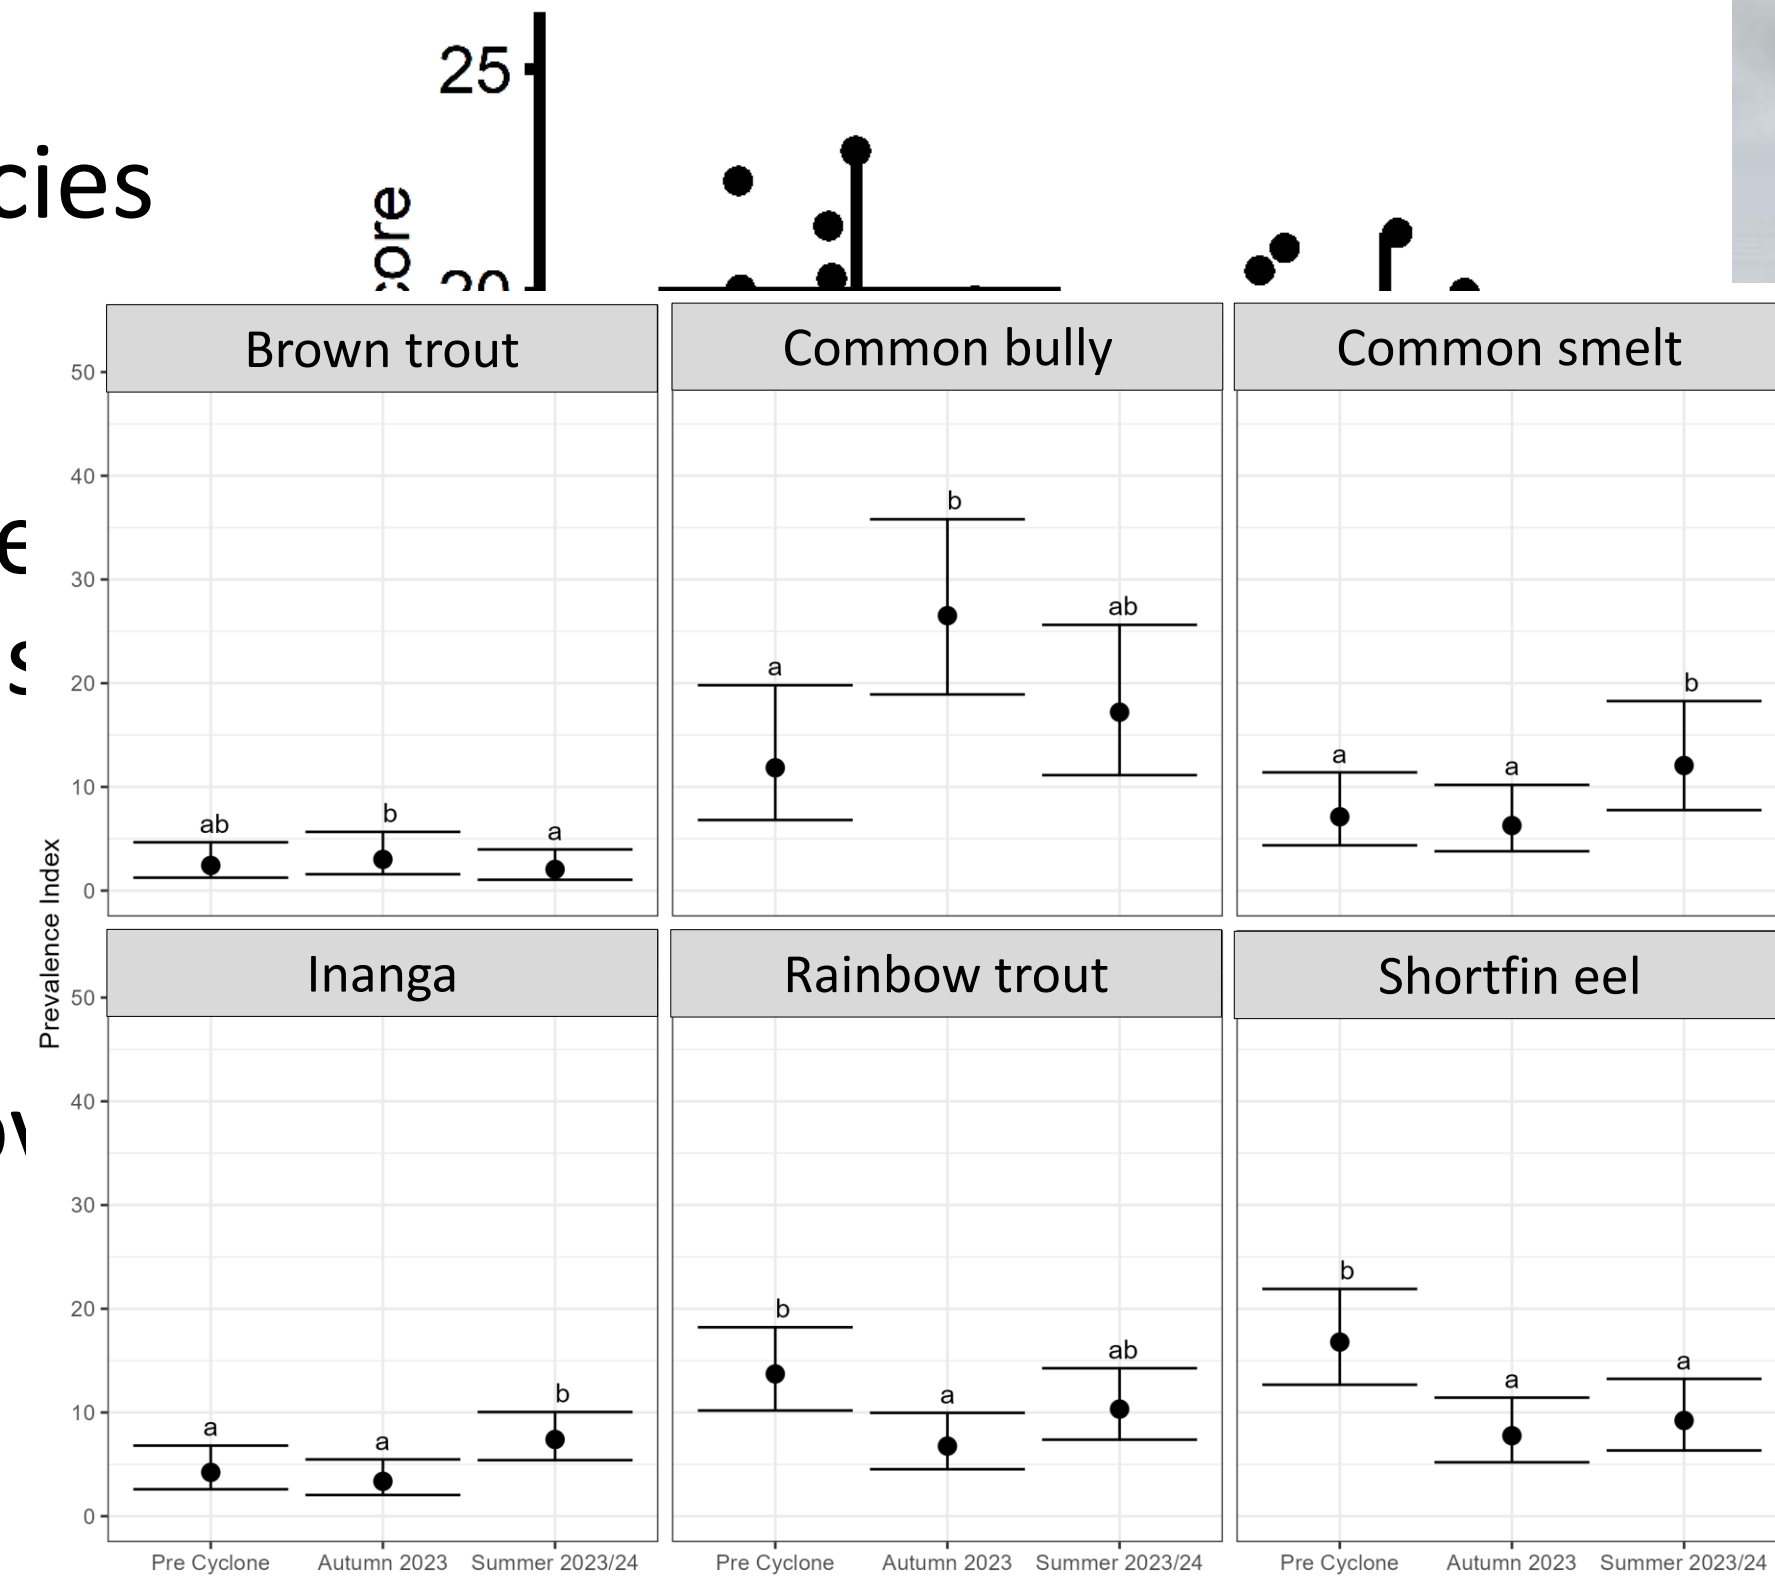 25
cies
core
20
Brown trout
Common bully
Common smelt
50
40
30
20
10
0
ab
b
a
a
b
ab
a
a
b
Prevalence Index
Inanga
Rainbow trout
Shortfin eel
50
40
30
20
10
0
a
a
b
b
a
ab
b
a
a
Pre Cyclone Autumn 2023 Summer 2023/24
Pre Cyclone Autumn 2023 Summer 2023/24
Pre Cyclone Autumn 2023 Summer 2023/24